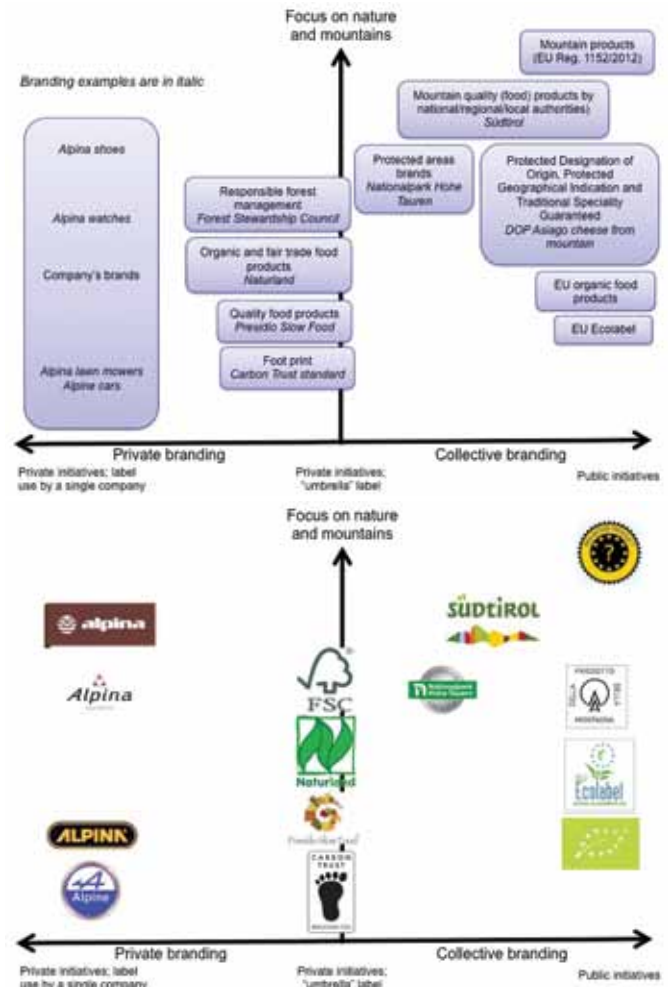 Focus on nature
and mountains
Branding examples are in italic
Mountain products
(EU Reg. 1152/2012)
Mountain quality (food) products by
national/regional/local authorities)
Südtirol
Alpina shoes
Alpina watches
Company's brands
Alpina lawn mowers
Alpine cars
Responsible forest
management
Forest Stewardship Council
Organic and fair trade food
products
Naturland
Quality food products
Presidio Slow Food
Foot print
Carbon Trust standard
Protected areas
brands
Nationalpark Hohe
Tauren
Protected Designation of
Origin, Protected
Geographical Indication and
Traditional Speciality
Guaranteed
DOP Asiago cheese from
mountain
EU organic food
products
EU Ecolabel
Private branding
Collective branding
Private initiatives; label
use by a single company
Private initiatives;
"umbrella" label
Public initiatives
Focus on nature
and mountains
?
alpina
SÜDTIROL
Alpina
FSC
®
Nationalpark
Hohe Tauern
PRODOTTO
DELLA
MONTAGNA
Naturland
Ecolabel
ALPINA
CARBON
TRUST
Alpine
Private branding
Collective branding
Private initiatives; label
use by a single company
Private initiatives;
"umbrella" label
Public initiatives